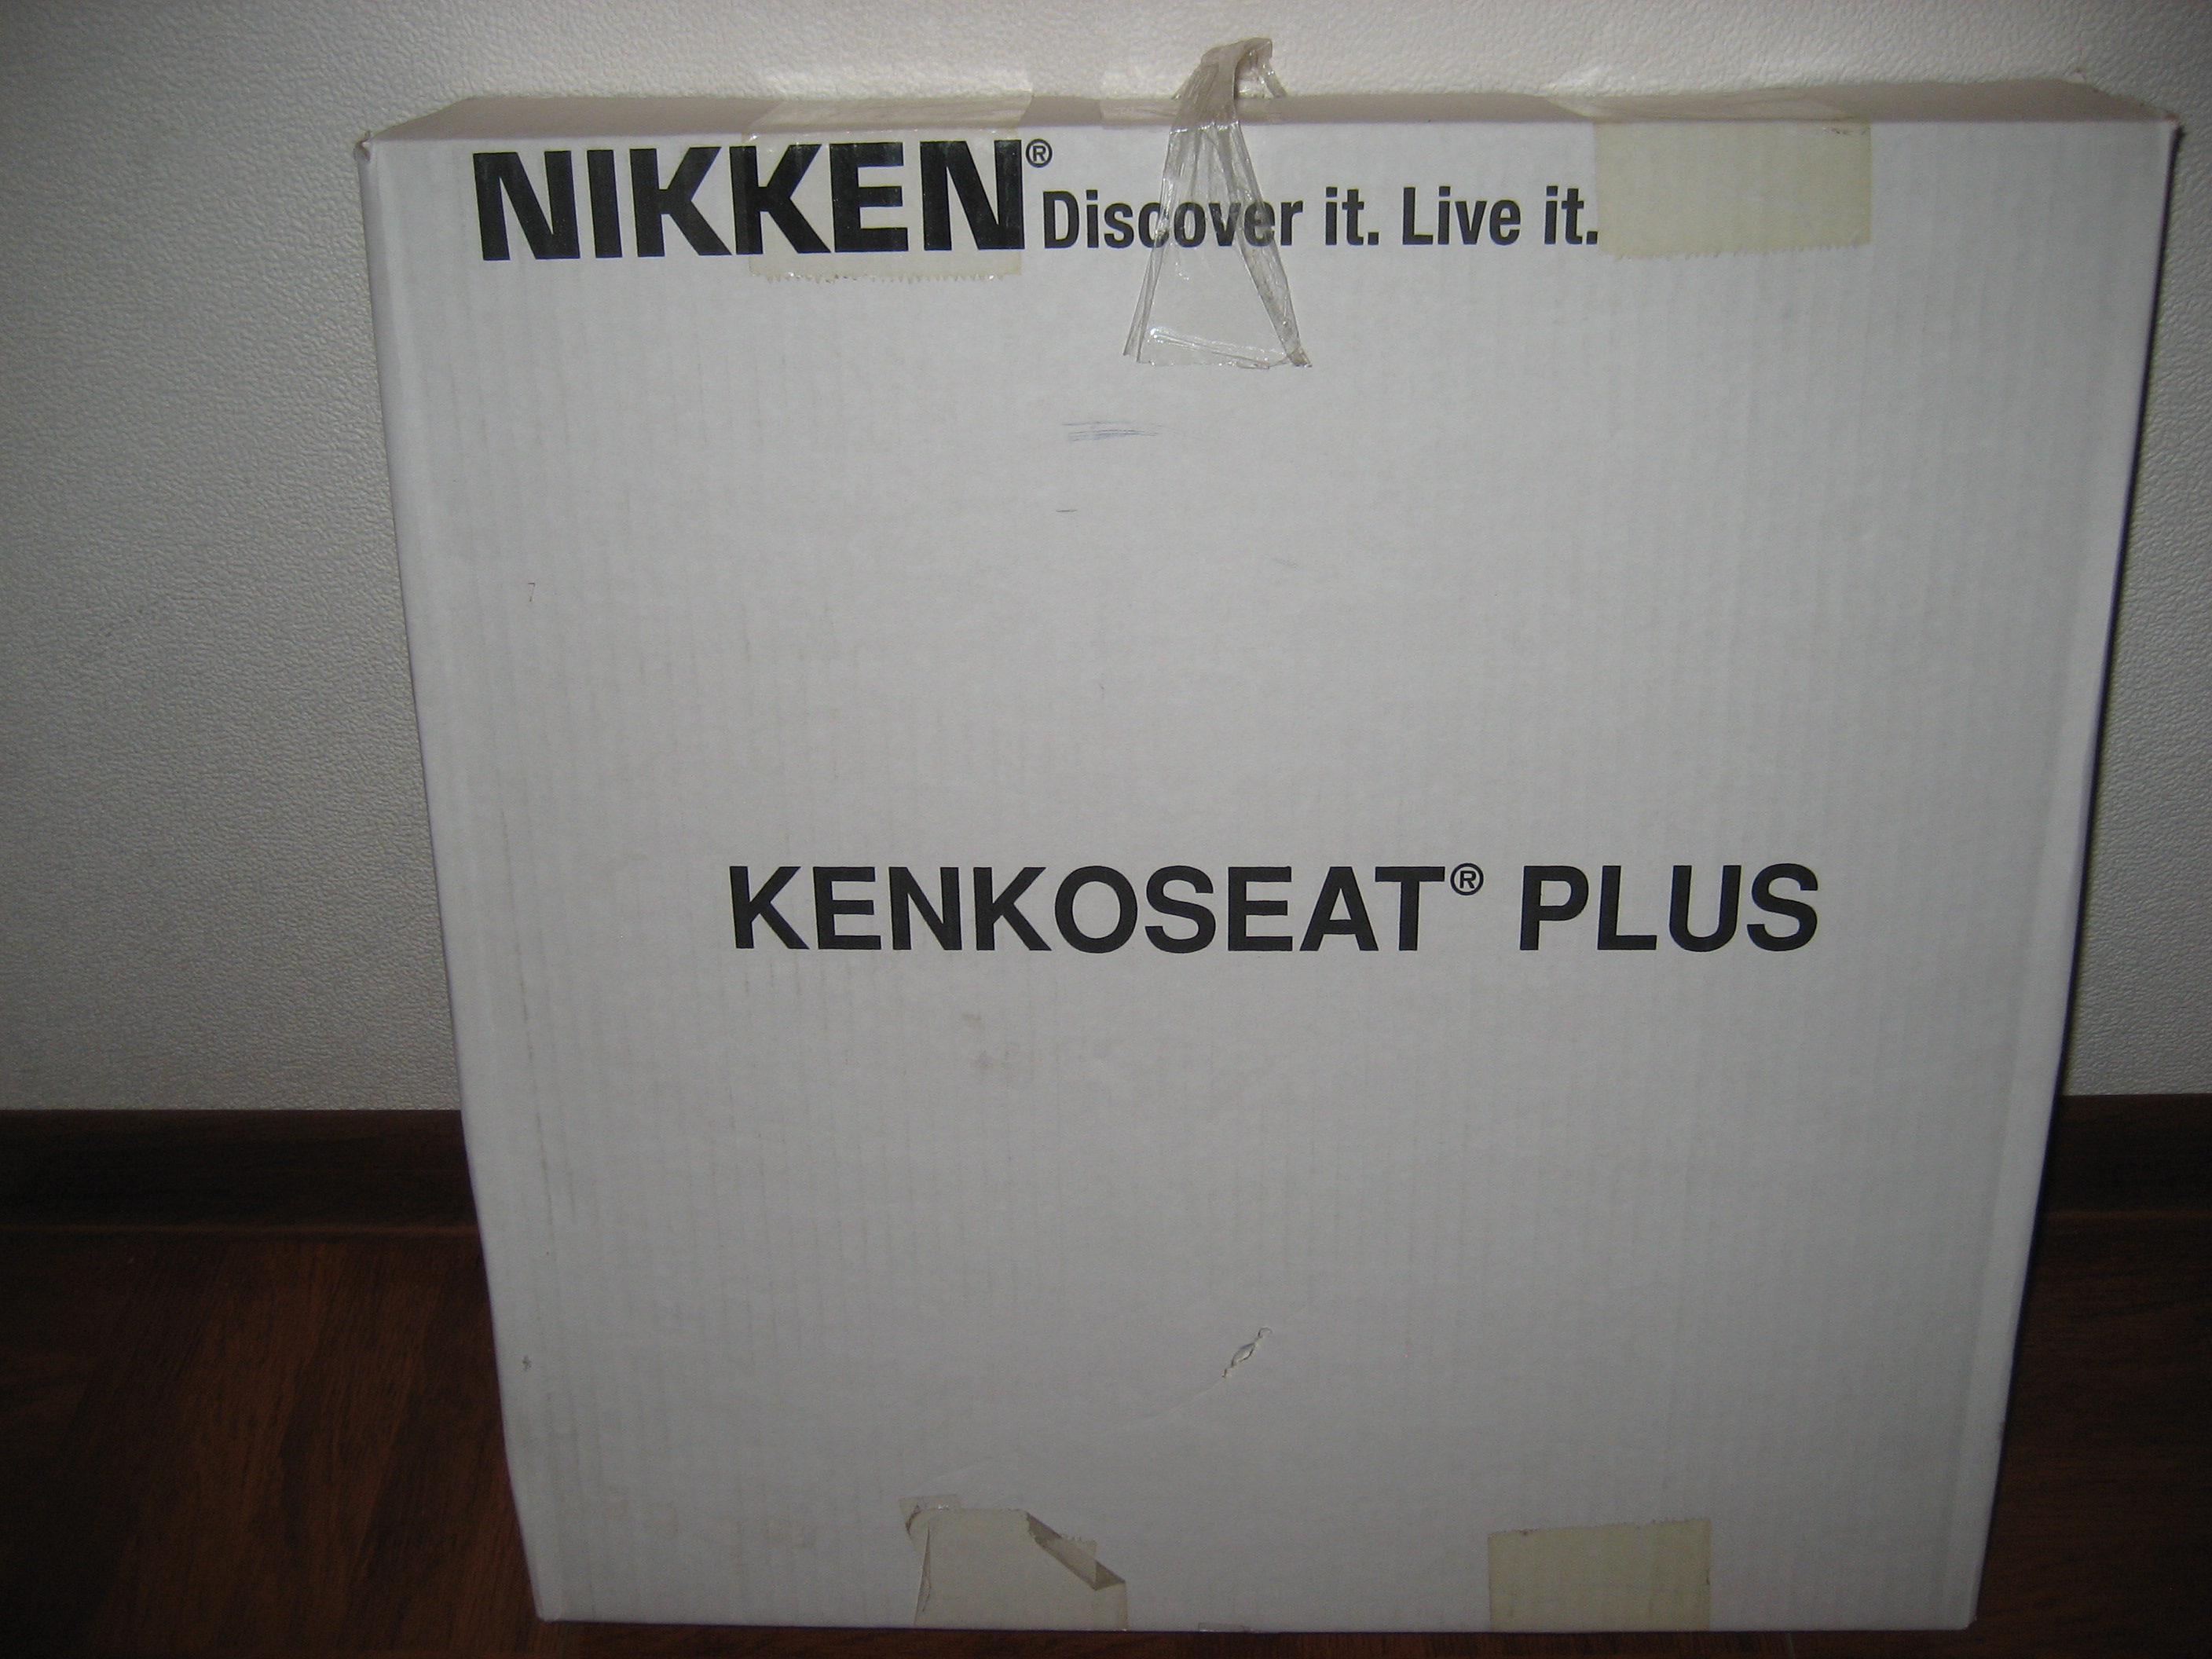 NIKKEN® Discover it. Live it.
KENKOSEAT® PLUS